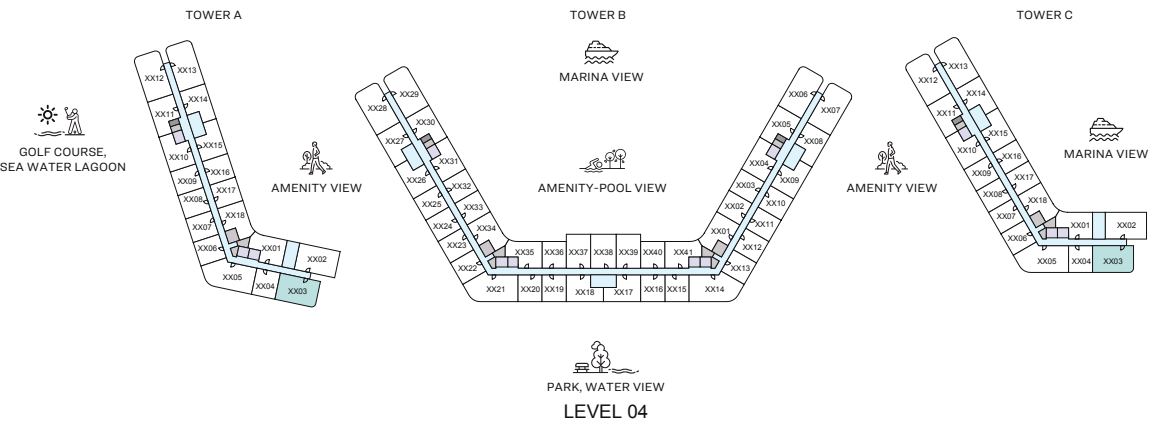 TOWER A
TOWER B
TOWER C
MARINA VIEW
GOLF COURSE,
SEA WATER LAGOON
AMENITY VIEW
AMENITY-POOL VIEW
AMENITY VIEW
MARINA VIEW
XX12
XX13
XX14
XX11
XX15
XX10
XX16
XX09
XX17
XX08
XX18
XX07
XX06
XX01
XX02
XX05
XX04
XX03
XX28
XX29
XX30
XX27
XX31
XX26
XX32
XX25
XX33
XX24
XX34
XX23
XX22
XX35
XX36
XX37
XX38
XX39
XX40
XX41
XX21
XX20
XX19
XX18
XX17
XX16
XX15
XX14
XX06
XX07
XX05
XX08
XX04
XX09
XX03
XX10
XX02
XX11
XX01
XX12
XX13
XX12
XX13
XX14
XX11
XX15
XX10
XX16
XX09
XX17
XX08
XX18
XX07
XX06
XX01
XX02
XX05
XX04
XX03
PARK, WATER VIEW
LEVEL 04